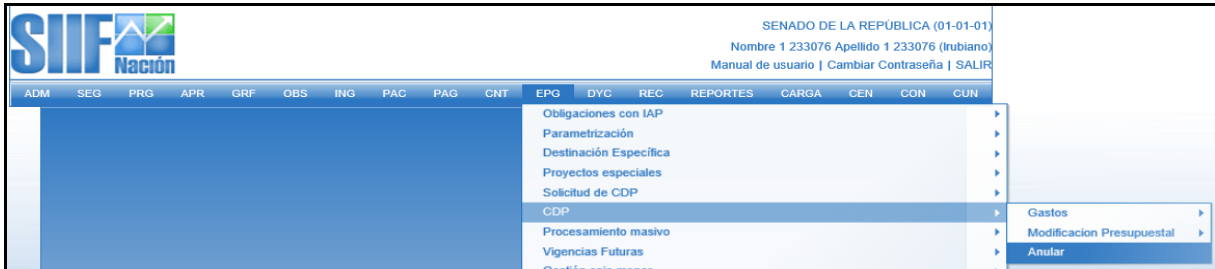 SIIF
Nación
SENADO DE LA REPÚBLICA (01-01-01)
Nombre 1 233076 Apellido 1 233076 (Irubiano)
Manual de usuario | Cambiar Contraseña | SALIR
ADM SEG PRG APR GRF OBS ING PAC PAG CNT EPG DYC REC REPORTES CARGA CEN CON CUN
Obligaciones con IAP
Parametrización
Destinación Específica
Proyectos especiales
Solicitud de CDP
CDP
Gastos
Procesamiento masivo
Modificacion Presupuestal
Vigencias Futuras
Anular
Gestión caja menor